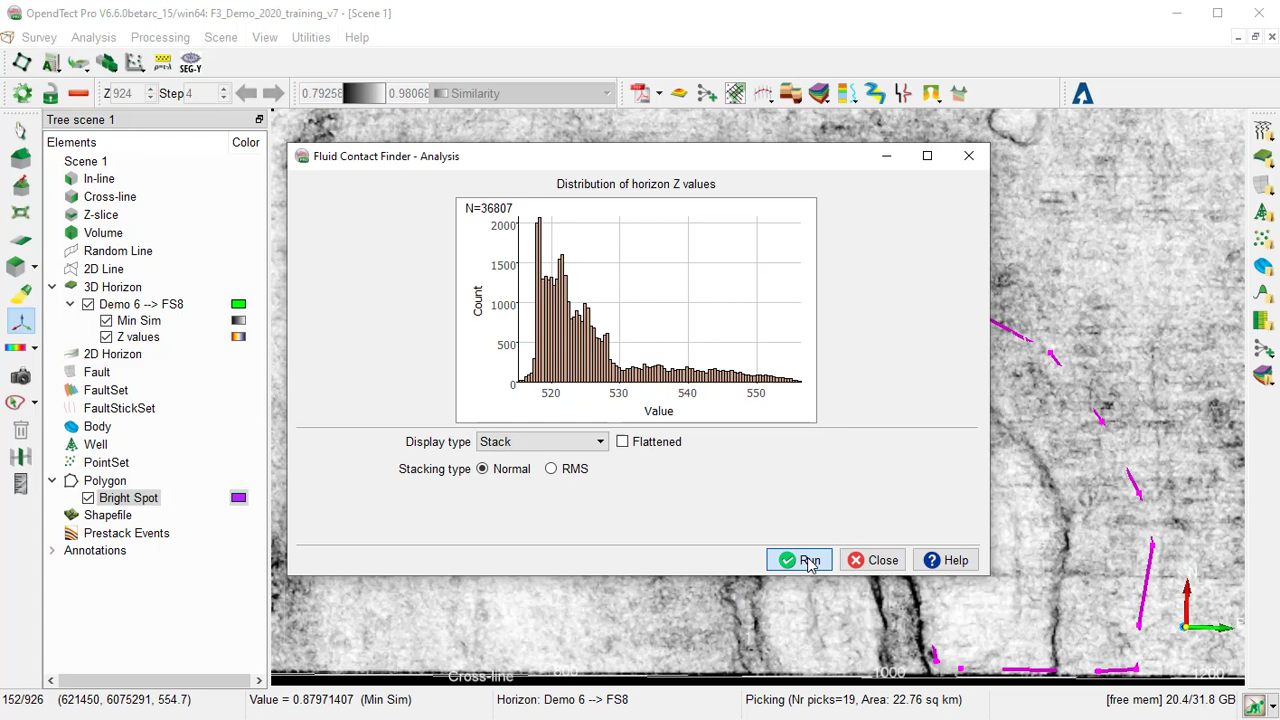 OpendTect Pro V6.6.0betarc_15/win64: F3_Demo_2020_training_v7 - [Scene 1]
Survey Analysis Processing Scene View Utilities Help
SEG-Y
Z 924 Step 4 0.79258 0.98068 Similarity
Tree scene 1
Elements Color
Scene 1
In-line
Cross-line
Z-slice
Volume
Random Line
2D Line
3D Horizon
Demo 6 --> FS8
Min Sim
Z values
2D Horizon
Fault
FaultSet
FaultStickSet
Body
Well
PointSet
Polygon
Bright Spot
Shapefile
Prestack Events
Annotations
Fluid Contact Finder - Analysis
Distribution of horizon Z values
N=36807
2000
1500
1000
500
0
Count
520 530 540 550
Value
Display type Stack Flattened
Stacking type Normal RMS
Run Close Help
Cross-line 1000 1200
152/926 (621450, 6075291, 554.7) Value = 0.87971407 (Min Sim) Horizon: Demo 6 --> FS8 Picking (Nr picks=19, Area: 22.76 sq km) [free mem] 20.4/31.8 GB